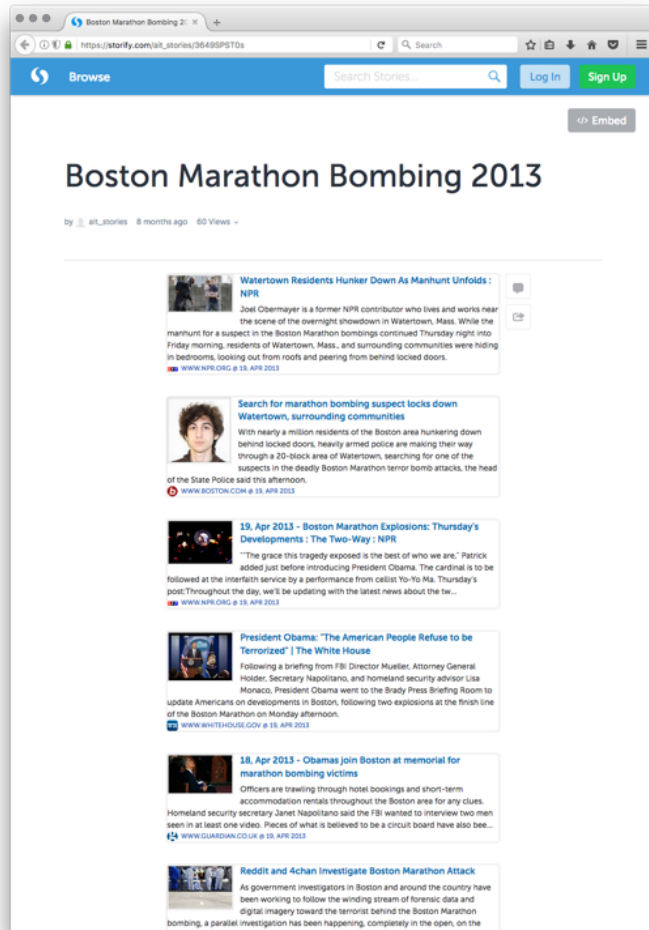 Boston Marathon Bombing 20
https://storify.com/ait_stories/3649SPST0s
Search
Browse
Search Stories...
Log In
Sign Up
</> Embed
Boston Marathon Bombing 2013
by ait_stories 8 months ago 60 Views
Watertown Residents Hunker Down As Manhunt Unfolds :
NPR
Joel Obermayer is a former NPR contributor who lives and works near
the scene of the overnight showdown in Watertown, Mass. While the
manhunt for a suspect in the Boston Marathon bombings continued Thursday night into
Friday morning, residents of Watertown, Mass., and surrounding communities were hiding
in bedrooms, looking out from roofs and peering from behind locked doors.
WWW.NPR.ORG @ 19, APR 2013
Search for marathon bombing suspect locks down
Watertown, surrounding communities
With nearly a million residents of the Boston area hunkering down
behind locked doors, heavily armed police are making their way
through a 20-block area of Watertown, searching for one of the
suspects in the deadly Boston Marathon terror bomb attacks, the head
of the State Police said this afternoon.
WWW.BOSTON.COM @ 19, APR 2013
19, Apr 2013 - Boston Marathon Explosions: Thursday's
Developments : The Two-Way : NPR
""The grace this tragedy exposed is the best of who we are," Patrick
added just before introducing President Obama. The cardinal is to be
followed at the interfaith service by a performance from cellist Yo-Yo Ma. Thursday's
post:Throughout the day, we'll be updating with the latest news about the tw...
WWW.NPR.ORG @ 19, APR 2013
President Obama: "The American People Refuse to be
Terrorized" | The White House
Following a briefing from FBI Director Mueller, Attorney General
Holder, Secretary Napolitano, and homeland security advisor Lisa
Monaco, President Obama went to the Brady Press Briefing Room to
update Americans on developments in Boston, following two explosions at the finish line
of the Boston Marathon on Monday afternoon.
WWW.WHITEHOUSE.GOV @ 19, APR 2013
18, Apr 2013 - Obamas join Boston at memorial for
marathon bombing victims
Officers are trawling through hotel bookings and short-term
accommodation rentals throughout the Boston area for any clues.
Homeland security secretary Janet Napolitano said the FBI wanted to interview two men
seen in at least one video. Pieces of what is believed to be a circuit board have also bee...
WWW.GUARDIAN.CO.UK @ 19, APR 2013
Reddit and 4chan Investigate Boston Marathon Attack
As government investigators in Boston and around the country have
been working to follow the winding stream of forensic data and
digital imagery toward the terrorist behind the Boston Marathon
bombing, a parallel investigation has been happening, completely in the open, on the